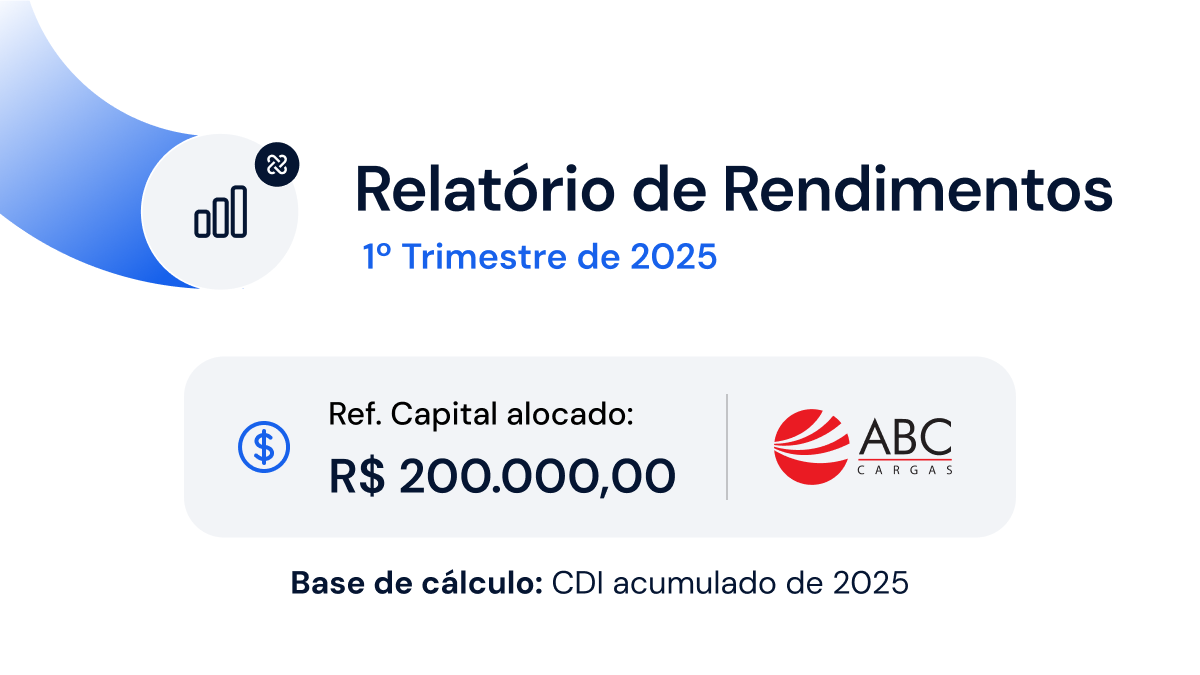 Relatório de Rendimentos
1º Trimestre de 2025
Ref. Capital alocado:
R$ 200.000,00
ABC
CARGAS
Base de cálculo: CDI acumulado de 2025